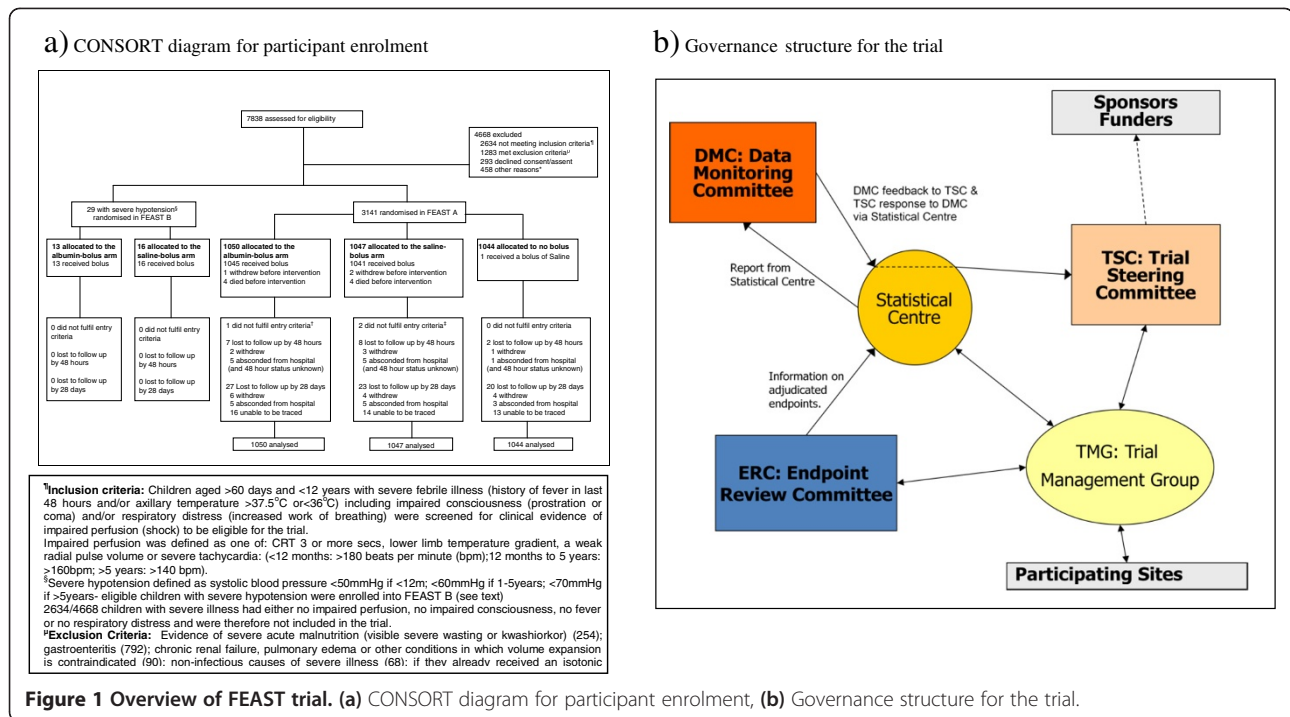 a) CONSORT diagram for participant enrolment
7838 assessed for eligibility
4668 excluded
2634 not meeting inclusion criteria¶
1283 met exclusion criteriaµ
293 declined consent/assent
458 other reasons*
29 with severe hypotension§
randomised in FEAST B
3141 randomised in FEAST A
13 allocated to the
albumin-bolus arm
13 received bolus
16 allocated to the
saline-bolus arm
16 received bolus
1050 allocated to the
albumin-bolus arm
1045 received bolus
1 withdrew before intervention
4 died before intervention
1047 allocated to the saline-
bolus arm
1041 received bolus
2 withdrew before intervention
4 died before intervention
1044 allocated to no bolus
1 received a bolus of Saline
0 did not fulfil entry
criteria
0 lost to follow up
by 48 hours
0 lost to follow up
by 28 days
0 did not fulfil entry
criteria
0 lost to follow up
by 48 hours
0 lost to follow up
by 28 days
1 did not fulfil entry criteria†
7 lost to follow up by 48 hours
2 withdrew
5 absconded from hospital
(and 48 hour status unknown)
27 Lost to follow up by 28 days
6 withdrew
5 absconded from hospital
16 unable to be traced
2 did not fulfil entry criteria‡
8 lost to follow up by 48 hours
3 withdrew
5 absconded from hospital
(and 48 hour status unknown)
23 lost to follow up by 28 days
4 withdrew
5 absconded from hospital
14 unable to be traced
0 did not fulfil entry criteria
2 lost to follow up by 48 hours
1 withdrew
1 absconded from hospital
(and 48 hour status unknown)
20 lost to follow up by 28 days
4 withdrew
3 absconded from hospital
13 unable to be traced
1050 analysed
1047 analysed
1044 analysed
¶Inclusion criteria: Children aged >60 days and <12 years with severe febrile illness (history of fever in last
48 hours and/or axillary temperature >37.5°C or<36°C) including impaired consciousness (prostration or
coma) and/or respiratory distress (increased work of breathing) were screened for clinical evidence of
impaired perfusion (shock) to be eligible for the trial.
Impaired perfusion was defined as one of: CRT 3 or more secs, lower limb temperature gradient, a weak
radial pulse volume or severe tachycardia: (<12 months: >180 beats per minute (bpm);12 months to 5 years:
>160bpm; >5 years: >140 bpm).
§Severe hypotension defined as systolic blood pressure <50mmHg if <12m; <60mmHg if 1-5years; <70mmHg
if >5years- eligible children with severe hypotension were enrolled into FEAST B (see text)
2634/4668 children with severe illness had either no impaired perfusion, no impaired consciousness, no fever
or no respiratory distress and were therefore not included in the trial.
µExclusion Criteria: Evidence of severe acute malnutrition (visible severe wasting or kwashiorkor) (254);
gastroenteritis (792); chronic renal failure, pulmonary edema or other conditions in which volume expansion
is contraindicated (90); non-infectious causes of severe illness (68); if they already received an isotonic
b) Governance structure for the trial
Sponsors
Funders
DMC: Data
Monitoring
Committee
DMC feedback to TSC &
TSC response to DMC
via Statistical Centre
TSC: Trial
Steering
Committee
Report from
Statistical Centre
Statistical
Centre
Information on
adjudicated
endpoints.
ERC: Endpoint
Review Committee
TMG: Trial
Management Group
Participating Sites
Figure 1 Overview of FEAST trial. (a) CONSORT diagram for participant enrolment, (b) Governance structure for the trial.